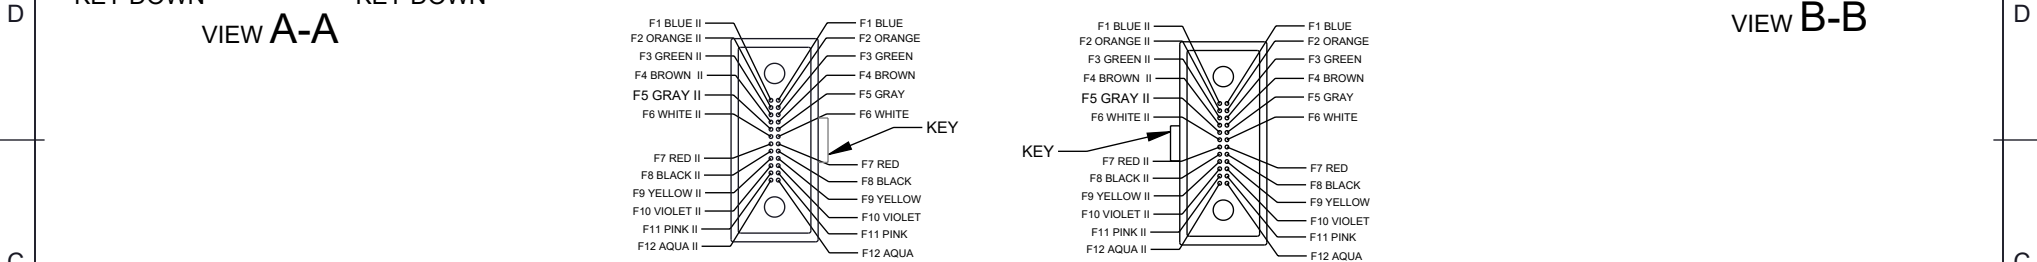 D
KEY DOWN KEY DOWN
VIEW A-A
F1 BLUE II
F2 ORANGE II
F3 GREEN II
F4 BROWN II
F5 GRAY II
F6 WHITE II
F7 RED II
F8 BLACK II
F9 YELLOW II
F10 VIOLET II
F11 PINK II
F12 AQUA II
F1 BLUE
F2 ORANGE
F3 GREEN
F4 BROWN
F5 GRAY
F6 WHITE
KEY
F7 RED
F8 BLACK
F9 YELLOW
F10 VIOLET
F11 PINK
F12 AQUA
F1 BLUE II
F2 ORANGE II
F3 GREEN II
F4 BROWN II
F5 GRAY II
F6 WHITE II
KEY
F7 RED II
F8 BLACK II
F9 YELLOW II
F10 VIOLET II
F11 PINK II
F12 AQUA II
F1 BLUE
F2 ORANGE
F3 GREEN
F4 BROWN
F5 GRAY
F6 WHITE
F7 RED
F8 BLACK
F9 YELLOW
F10 VIOLET
F11 PINK
F12 AQUA
VIEW B-B
D
C
C